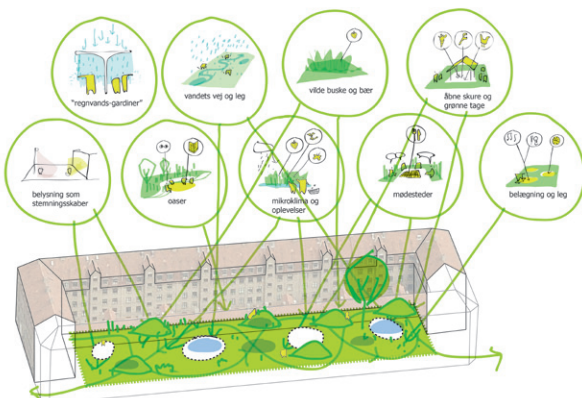 "regnvands-gardiner"
vandets vej og leg
vilde buske og bær
åbne skure og
grønne tage
belysning som
stemningsskaber
oaser
mikroklima og
oplevelser
mødesteder
belægning og leg